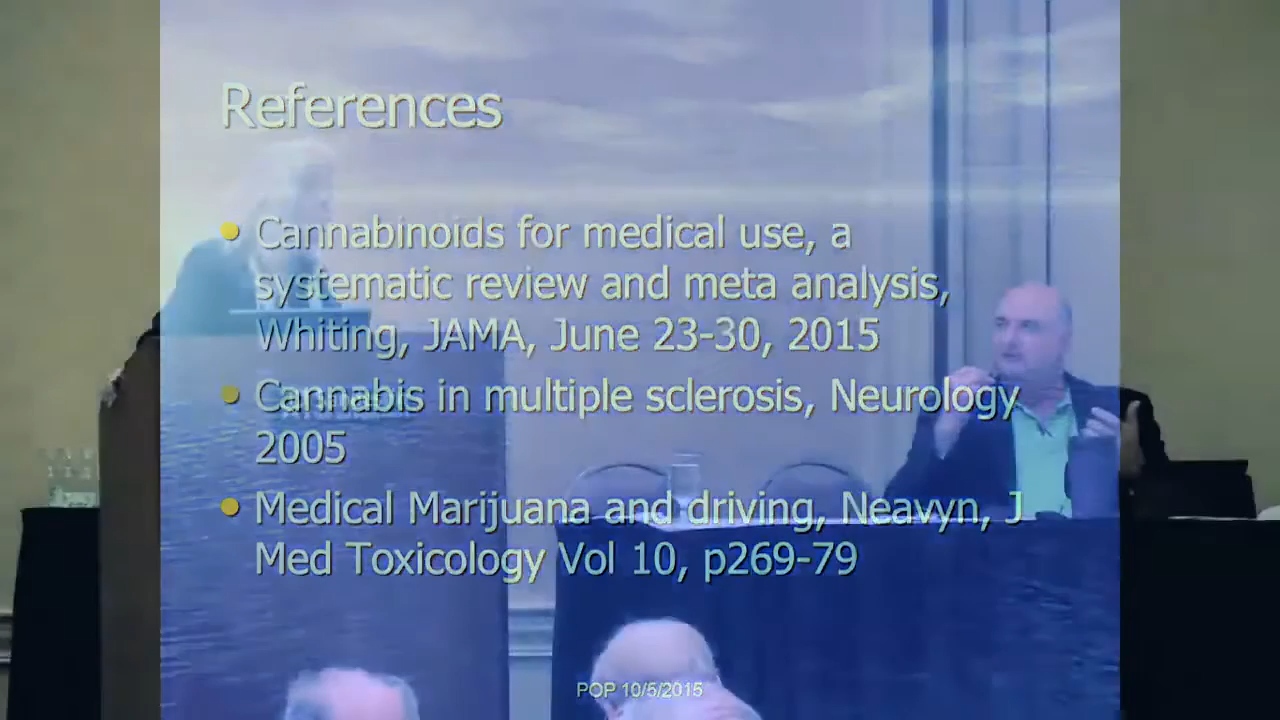 References
Cannabinoids for medical use, a
systematic review and meta analysis,
Whiting, JAMA, June 23-30, 2015
Cannabis in multiple sclerosis, Neurology
2005
Medical Marijuana and driving, Neavyn, J
Med Toxicology Vol 10, p269-79
POP 10/5/2015